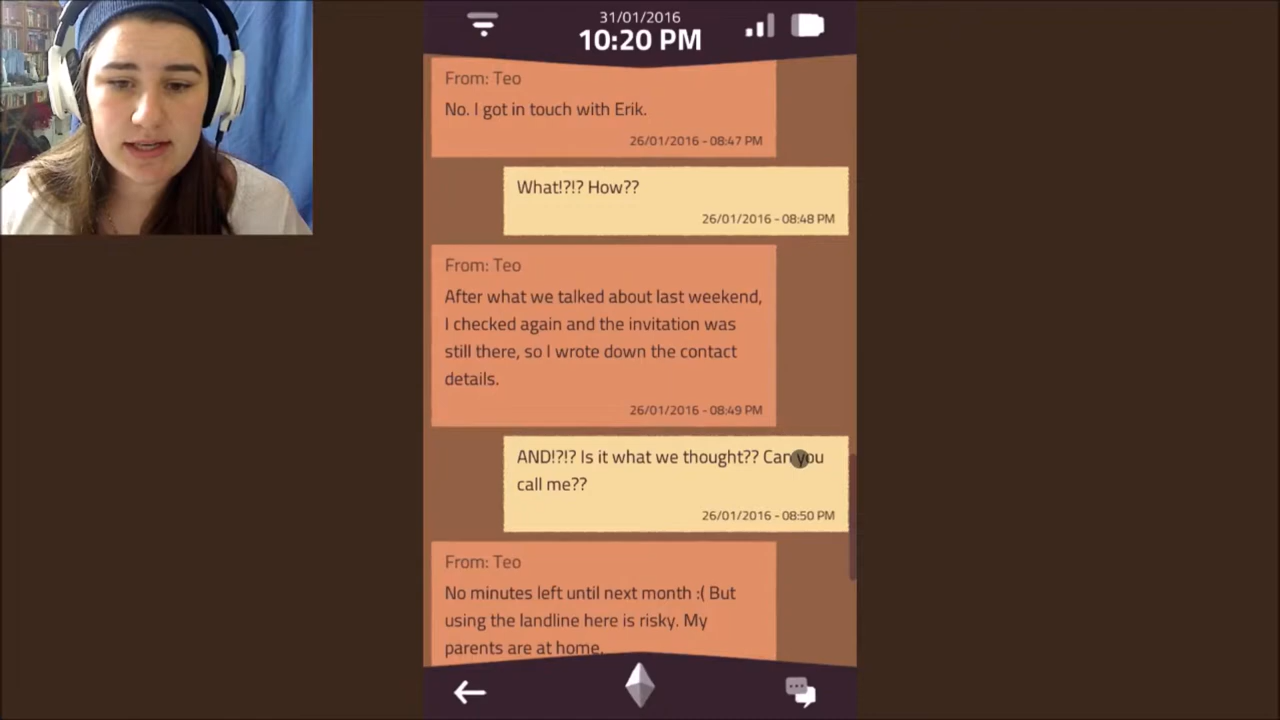 31/01/2016
10:20 PM
From: Teo
No. I got in touch with Erik.
26/01/2016 - 08:47 PM
What!?!? How??
26/01/2016 - 08:48 PM
From: Teo
After what we talked about last weekend,
I checked again and the invitation was
still there, so I wrote down the contact
details.
26/01/2016 - 08:49 PM
AND!?!? Is it what we thought?? Can you
call me??
26/01/2016 - 08:50 PM
From: Teo
No minutes left until next month :( But
using the landline here is risky. My
parents are at home.